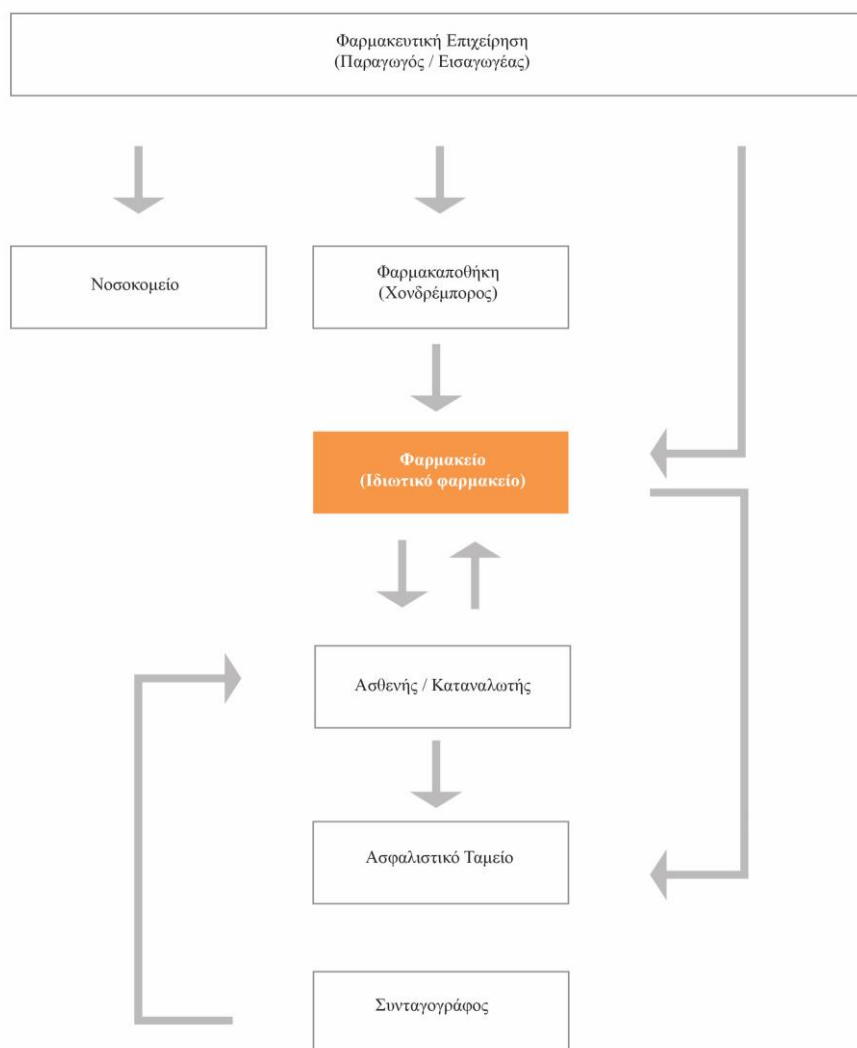 Φαρμακευτική Επιχείρηση
(Παραγωγός / Εισαγωγέας)
Νοσοκομείο
Φαρμακαποθήκη
(Χονδρέμπορος)
Φαρμακείο
(Ιδιωτικό φαρμακείο)
Ασθενής / Καταναλωτής
Ασφαλιστικό Ταμείο
Συνταγογράφος